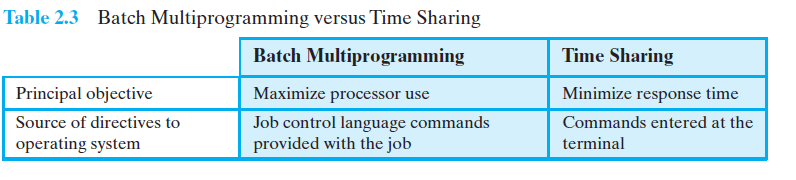 Table 2.3 Batch Multiprogramming versus Time Sharing
Batch Multiprogramming Time Sharing
Principal objective Maximize processor use Minimize response time
Source of directives to Job control language commands Commands entered at the
operating system provided with the job terminal